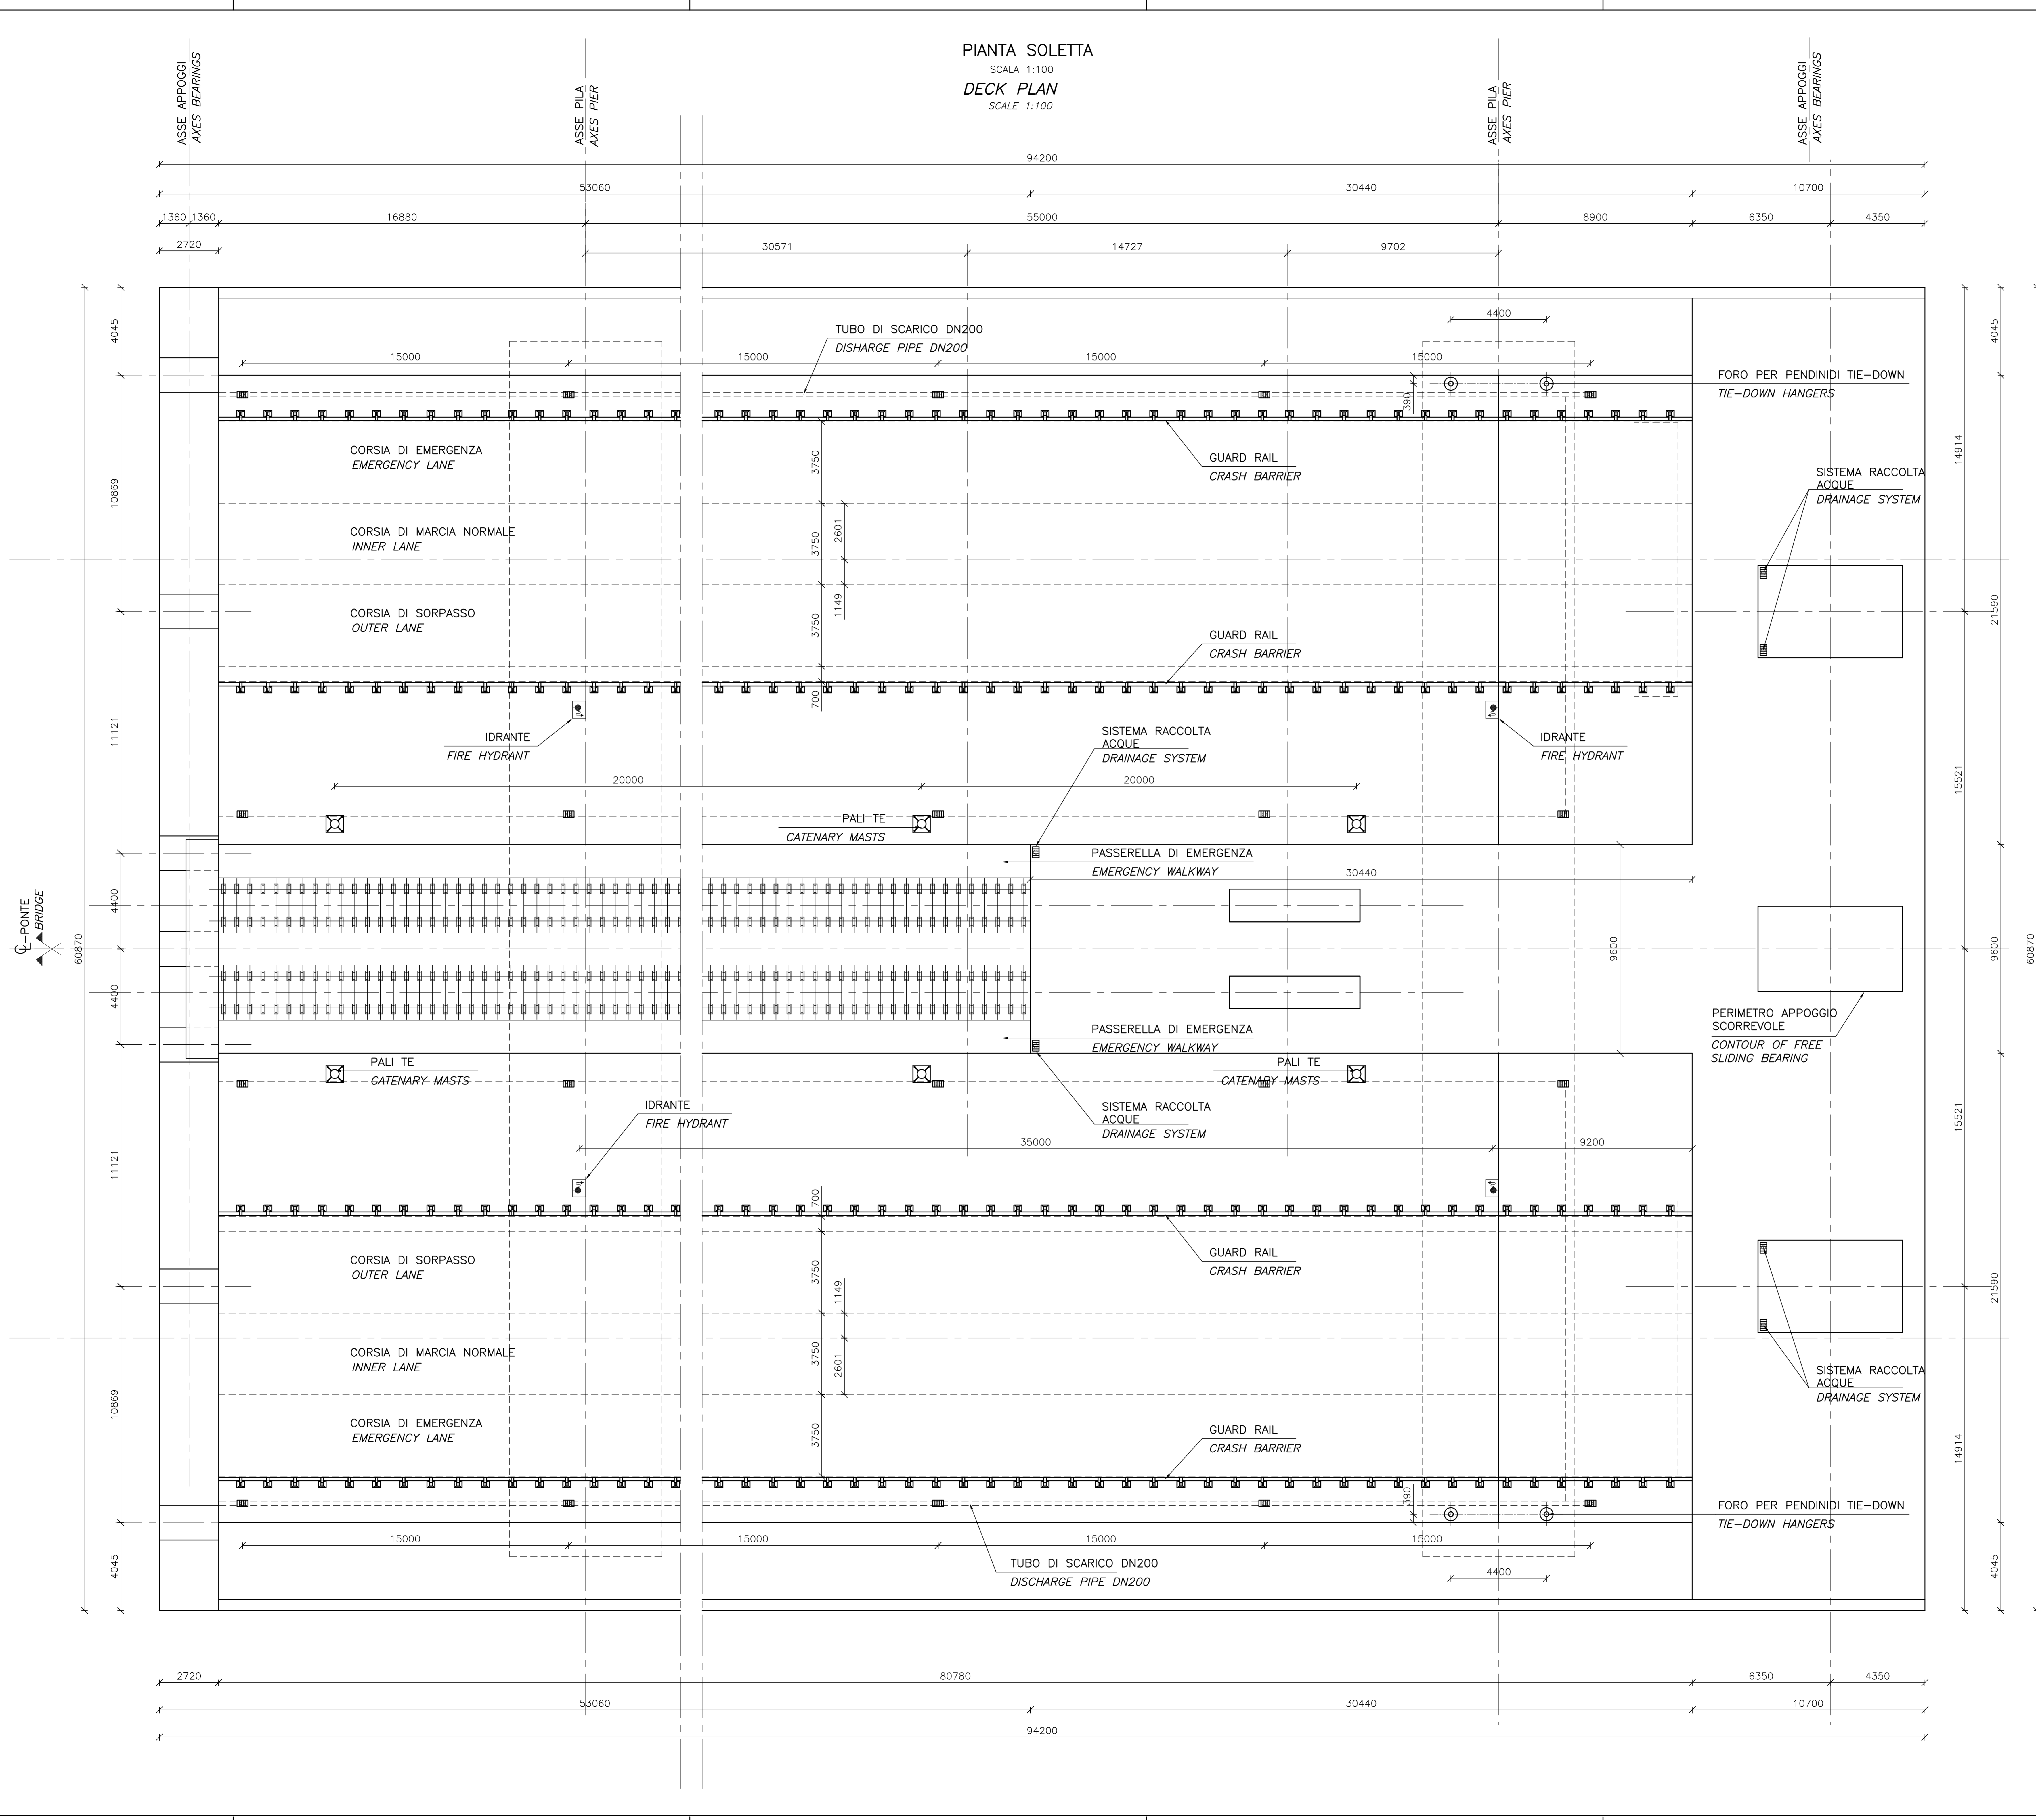 PIANTA SOLETTA
SCALA 1:100
DECK PLAN
SCALE 1:100
ASSE APPOGGI
AXES BEARINGS
ASSE PILA
AXES PIER
ASSE PILA
AXES PIER
ASSE APPOGGI
AXES BEARINGS
94200
53060
30440
10700
1360
1360
16880
55000
8900
6350
4350
2720
30571
14727
9702
4045
4400
4045
TUBO DI SCARICO DN200
DISHARGE PIPE DN200
15000
15000
15000
15000
FORO PER PENDINIDI TIE-DOWN
TIE-DOWN HANGERS
390
CORSIA DI EMERGENZA
EMERGENCY LANE
3750
GUARD RAIL
CRASH BARRIER
14914
SISTEMA RACCOLTA
ACQUE
DRAINAGE SYSTEM
10869
CORSIA DI MARCIA NORMALE
INNER LANE
3750
2601
CORSIA DI SORPASSO
OUTER LANE
3750
1149
21590
GUARD RAIL
CRASH BARRIER
700
11121
IDRANTE
FIRE HYDRANT
SISTEMA RACCOLTA
ACQUE
DRAINAGE SYSTEM
IDRANTE
FIRE HYDRANT
15521
20000
20000
PALI TE
CATENARY MASTS
PASSERELLA DI EMERGENZA
EMERGENCY WALKWAY
30440
4400
CL-PONTE
BRIDGE
60870
9600
9600
60870
4400
PERIMETRO APPOGGIO
SCORREVOLE
CONTOUR OF FREE
SLIDING BEARING
PASSERELLA DI EMERGENZA
EMERGENCY WALKWAY
PALI TE
CATENARY MASTS
PALI TE
CATENARY MASTS
IDRANTE
FIRE HYDRANT
SISTEMA RACCOLTA
ACQUE
DRAINAGE SYSTEM
35000
9200
11121
15521
700
CORSIA DI SORPASSO
OUTER LANE
3750
1149
GUARD RAIL
CRASH BARRIER
21590
CORSIA DI MARCIA NORMALE
INNER LANE
3750
2601
SISTEMA RACCOLTA
ACQUE
DRAINAGE SYSTEM
10869
CORSIA DI EMERGENZA
EMERGENCY LANE
3750
GUARD RAIL
CRASH BARRIER
14914
390
FORO PER PENDINIDI TIE-DOWN
TIE-DOWN HANGERS
15000
15000
15000
15000
TUBO DI SCARICO DN200
DISCHARGE PIPE DN200
4045
4400
4045
2720
80780
6350
4350
53060
30440
10700
94200